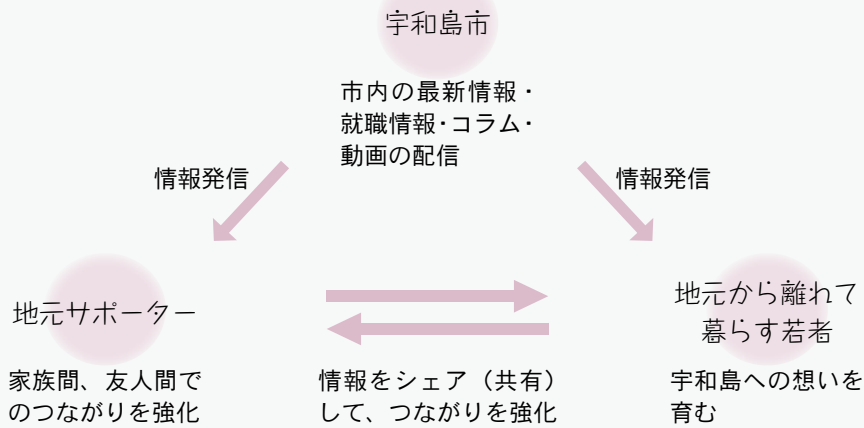 宇和島市
市内の最新情報・
就職情報・コラム・
動画の配信
情報発信
情報発信
地元サポーター
地元から離れて
暮らす若者
家族間、友人間で
のつながりを強化
情報をシェア（共有）
して、つながりを強化
宇和島への想いを
育む